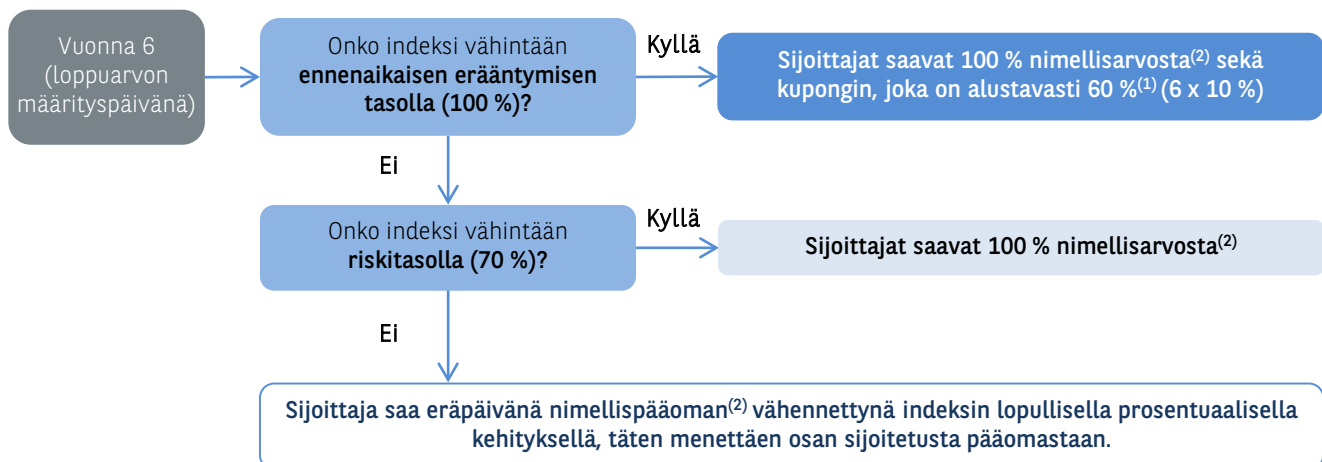 Vuonna 6
(loppuarvon
määrityspäivänä)
Onko indeksi vähintään
ennenaikaisen erääntymisen
tasolla (100 %)?
Kyllä
Sijoittajat saavat 100 % nimellisarvosta(2) sekä
kupongin, joka on alustavasti 60 %(1) (6 x 10 %)
Ei
Onko indeksi vähintään
riskitasolla (70 %)?
Kyllä
Sijoittajat saavat 100 % nimellisarvosta(2)
Ei
Sijoittaja saa eräpäivänä nimellispääoman(2) vähennettynä indeksin lopullisella prosentuaalisella
kehityksellä, täten menettäen osan sijoitetusta pääomastaan.